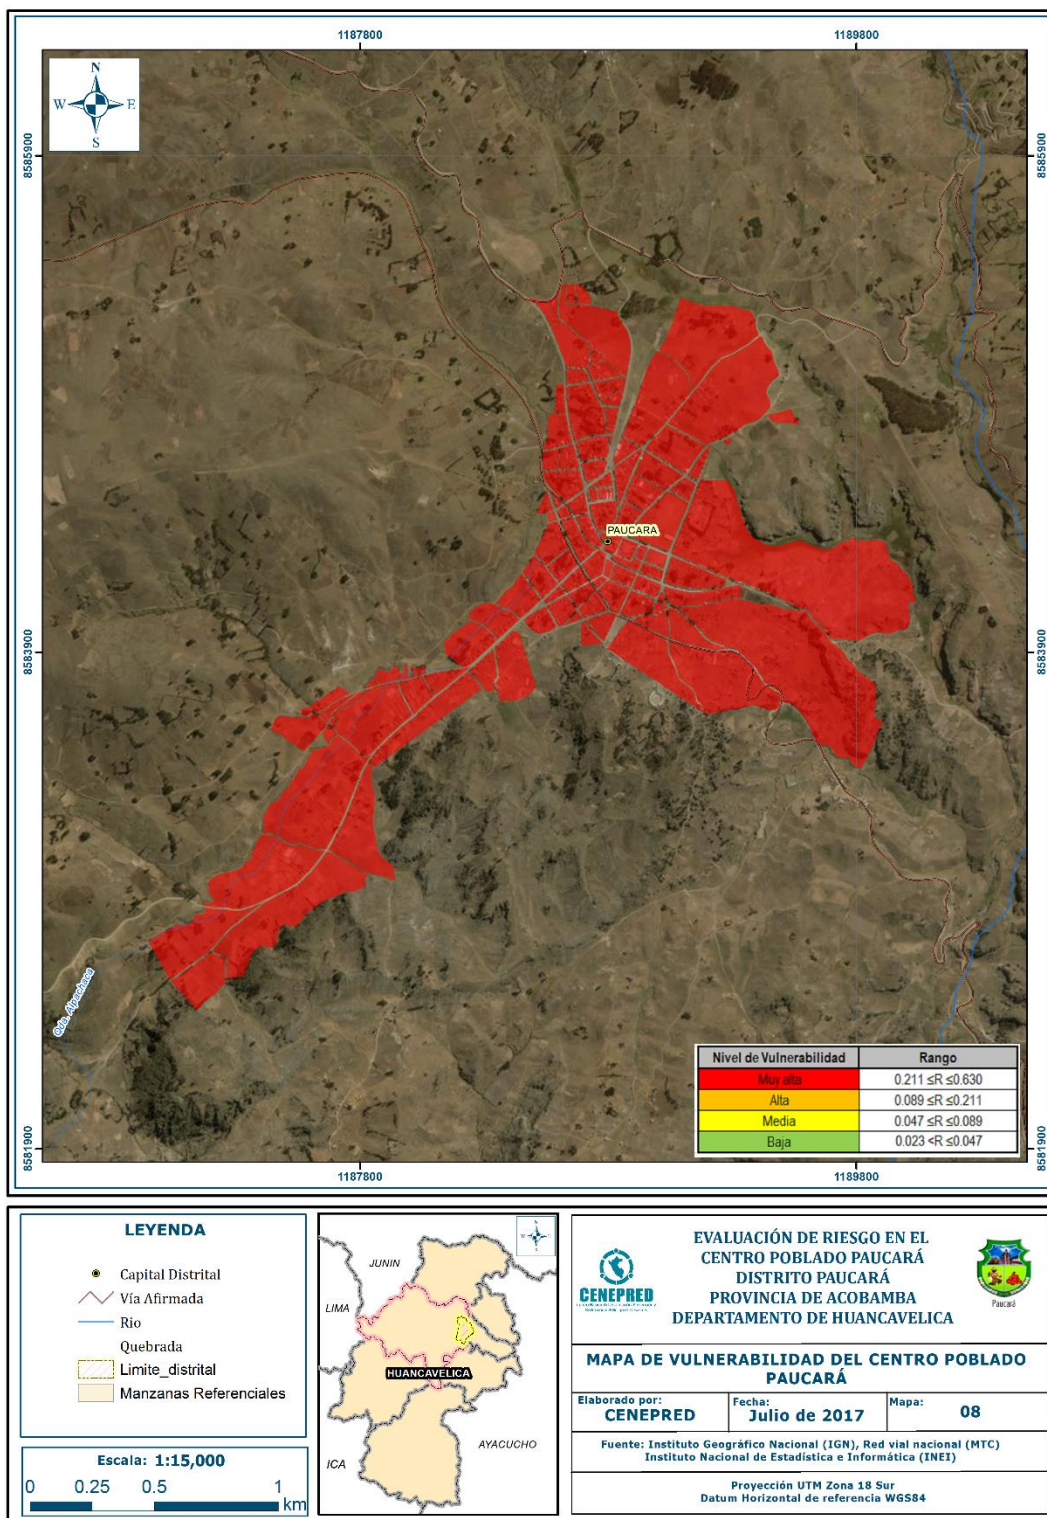 1187800
1189800
N
W
E
S
8585900
8585900
PAUCARA
8583900
8583900
Qda. Alpachaca
Nivel de Vulnerabilidad Rango
Muy alta 0.211 ≤R ≤0.630
Alta 0.089 ≤R ≤0.211
Media 0.047 ≤R ≤0.089
Baja 0.023 <R ≤0.047
8581900
8581900
1187800
1189800
LEYENDA
Capital Distrital
Vía Afirmada
Rio
Quebrada
Limite_distrital
Manzanas Referenciales
Escala: 1:15,000
0 0.25 0.5 1
km
JUNIN
LIMA
HUANCAVELICA
AYACUCHO
ICA
CENEPRED
EVALUACIÓN DE RIESGO EN EL
CENTRO POBLADO PAUCARÁ
DISTRITO PAUCARÁ
PROVINCIA DE ACOBAMBA
DEPARTAMENTO DE HUANCAVELICA
Paucará
MAPA DE VULNERABILIDAD DEL CENTRO POBLADO
PAUCARÁ
Elaborado por:
CENEPRED
Fecha:
Julio de 2017
Mapa:
08
Fuente: Instituto Geográfico Nacional (IGN), Red vial nacional (MTC)
Instituto Nacional de Estadística e Informática (INEI)
Proyección UTM Zona 18 Sur
Datum Horizontal de referencia WGS84